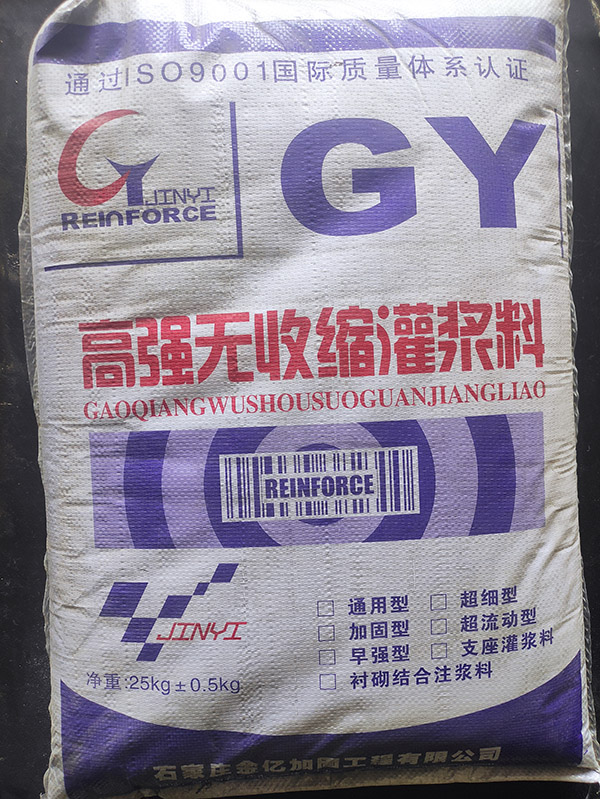 通过ISO9001国际质量体系认证
GY
JINYI
REINFORCE
GY
高强无收缩灌浆料
GAOQIANGWUSHOUSUOGUANJIANGLIAO
REINFORCE
JINYI
净重:25kg±0.5kg
□ 通用型 □ 超细型
□ 加固型 □ 超流动型
□ 早强型 □ 支座灌浆料
□ 衬砌结合注浆料
石家庄金亿加固工程有限公司